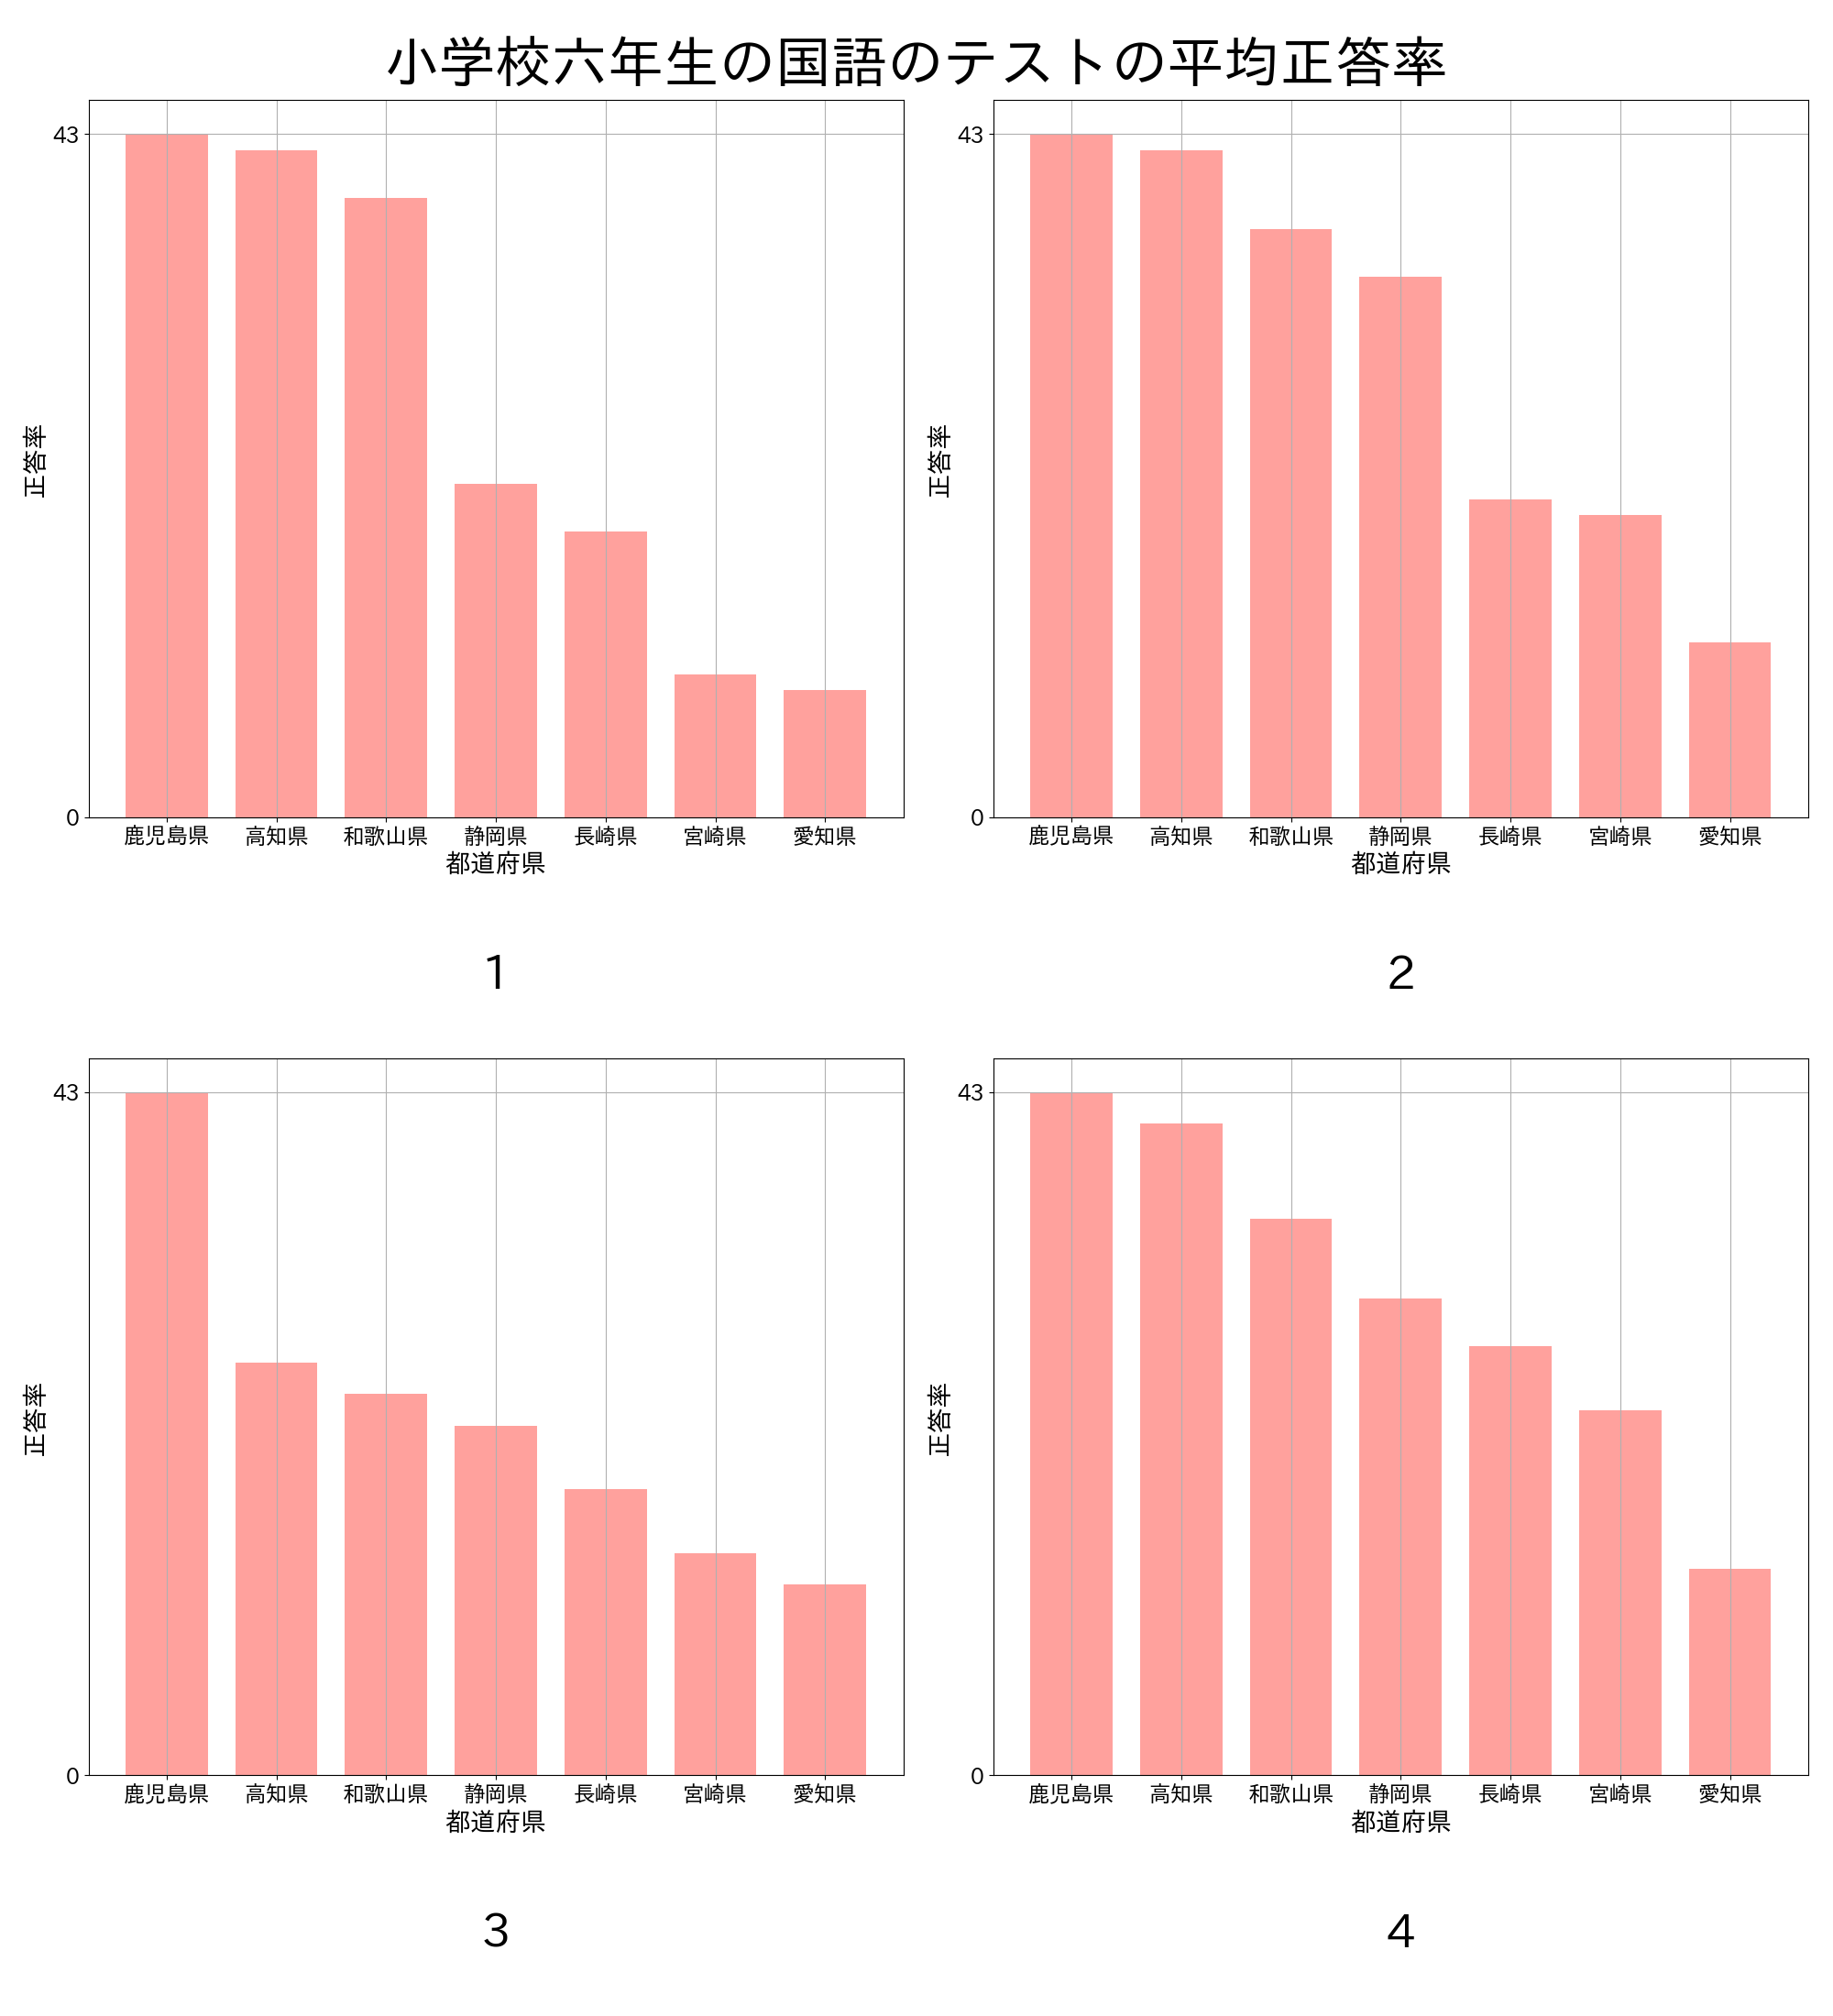 小学校六年生の国語のテストの平均正答率
43
0
正答率
鹿児島県 高知県 和歌山県 静岡県 長崎県 宮崎県 愛知県
都道府県
1
43
0
正答率
鹿児島県 高知県 和歌山県 静岡県 長崎県 宮崎県 愛知県
都道府県
2
43
0
正答率
鹿児島県 高知県 和歌山県 静岡県 長崎県 宮崎県 愛知県
都道府県
3
43
0
正答率
鹿児島県 高知県 和歌山県 静岡県 長崎県 宮崎県 愛知県
都道府県
4